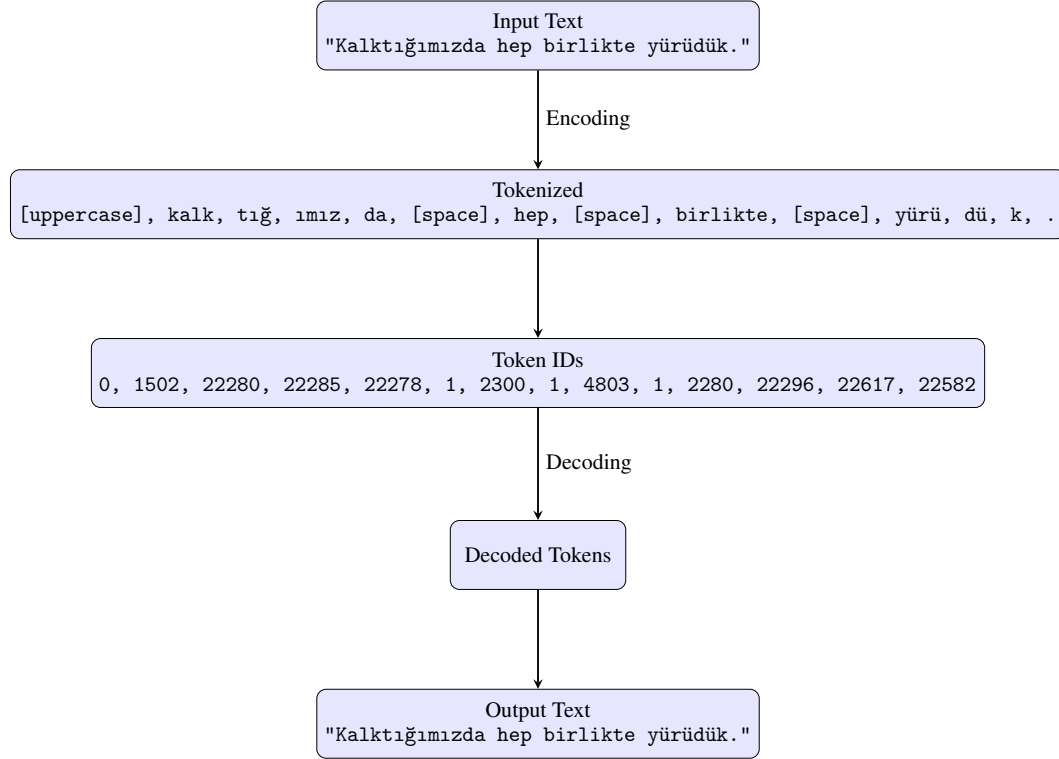 Input Text
"Kalktığımızda hep birlikte yürüdük."
Encoding
Tokenized
[uppercase], kalk, tığ, ımız, da, [space], hep, [space], birlikte, [space], yürü, dü, k, .
Token IDs
0, 1502, 22280, 22285, 22278, 1, 2300, 1, 4803, 1, 2280, 22296, 22617, 22582
Decoding
Decoded Tokens
Output Text
"Kalktığımızda hep birlikte yürüdük."